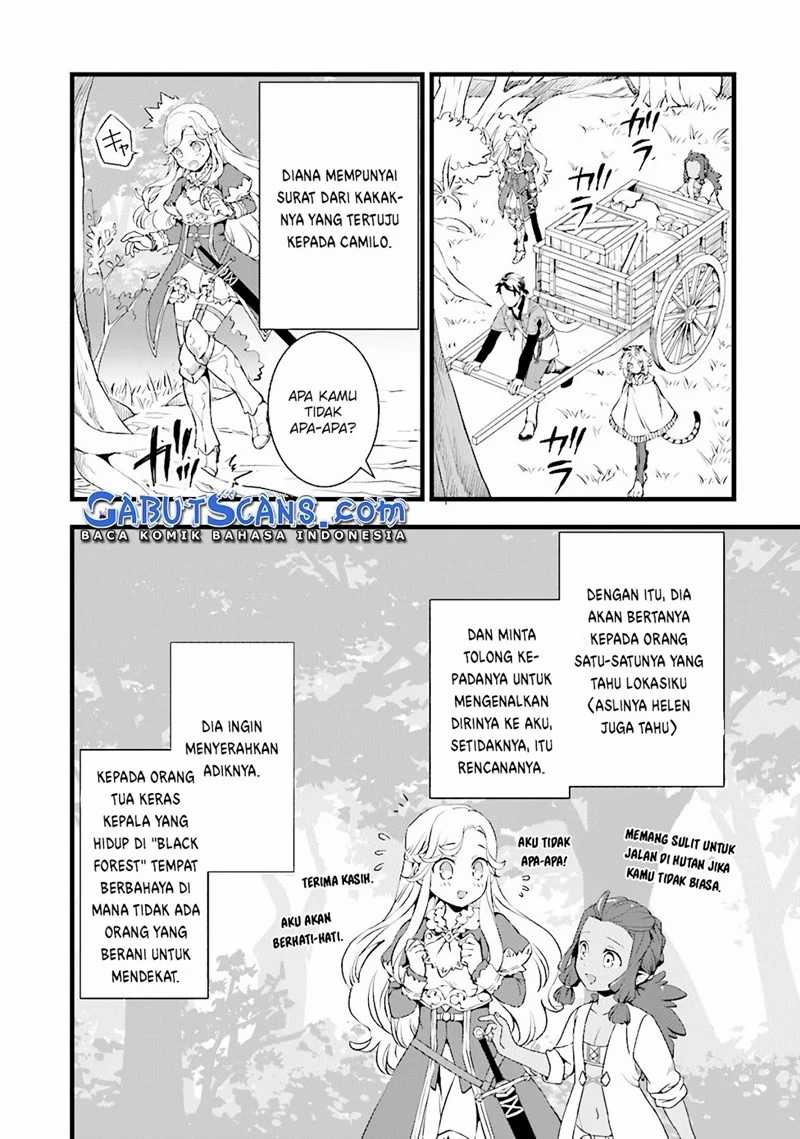 ガラ
ガラ
DIANA MEMPUNYAI
SURAT DARI KAKAK-
NYA YANG TERTUJU
KEPADA CAMILO.
キャ
APA KAMU
TIDAK
APA-APA?
ガッ
GABUTSCANS.COM
BACA KOMIK BAHASA INDONESIA
DENGAN ITU, DIA
AKAN BERTANYA
KEPADA ORANG
SATU-SATUNYA YANG
TAHU LOKASIKU
(ASLINYA HELEN
JUGA TAHU)
DAN MINTA
TOLONG KE-
PADANYA UNTUK
MENGENALKAN
DIRINYA KE AKU,
SETIDAKNYA, ITU
RENCANANYA.
DIA INGIN
MENYERAHKAN
ADIKNYA.
KEPADA ORANG
TUA KERAS
KEPALA YANG
HIDUP DI "BLACK
FOREST" TEMPAT
BERBAHAYA DI
MANA TIDAK ADA
ORANG YANG
BERANI UNTUK
MENDEKAT.
MEMANG SULIT UNTUK
JALAN DI HUTAN JIKA
KAMU TIDAK BIASA.
AKU TIDAK
APA-APA!
TERIMA KASIH.
AKU AKAN
BERHATI-HATI.